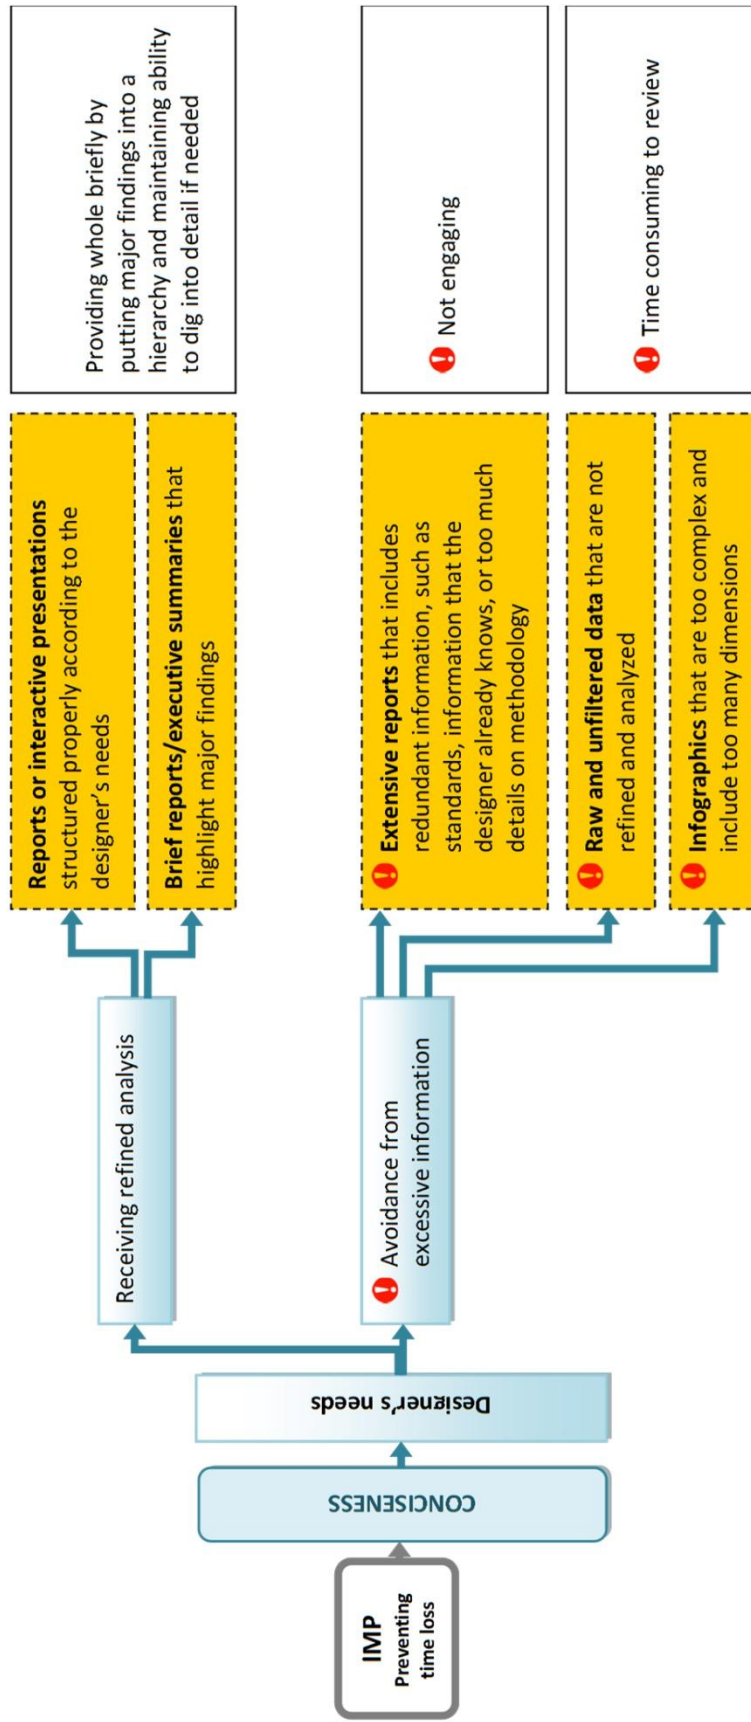 IMP
Preventing
time loss
CONCISENESS
Designer's needs
Receiving refined analysis
Reports or interactive presentations
structured properly according to the
designer's needs
Brief reports/executive summaries that
highlight major findings
Providing whole briefly by
putting major findings into a
hierarchy and maintaining ability
to dig into detail if needed
Avoidance from
excessive information
Extensive reports that includes
redundant information, such as
standards, information that the
designer already knows, or too much
details on methodology
Not engaging
Raw and unfiltered data that are not
refined and analyzed
Infographics that are too complex and
include too many dimensions
Time consuming to review